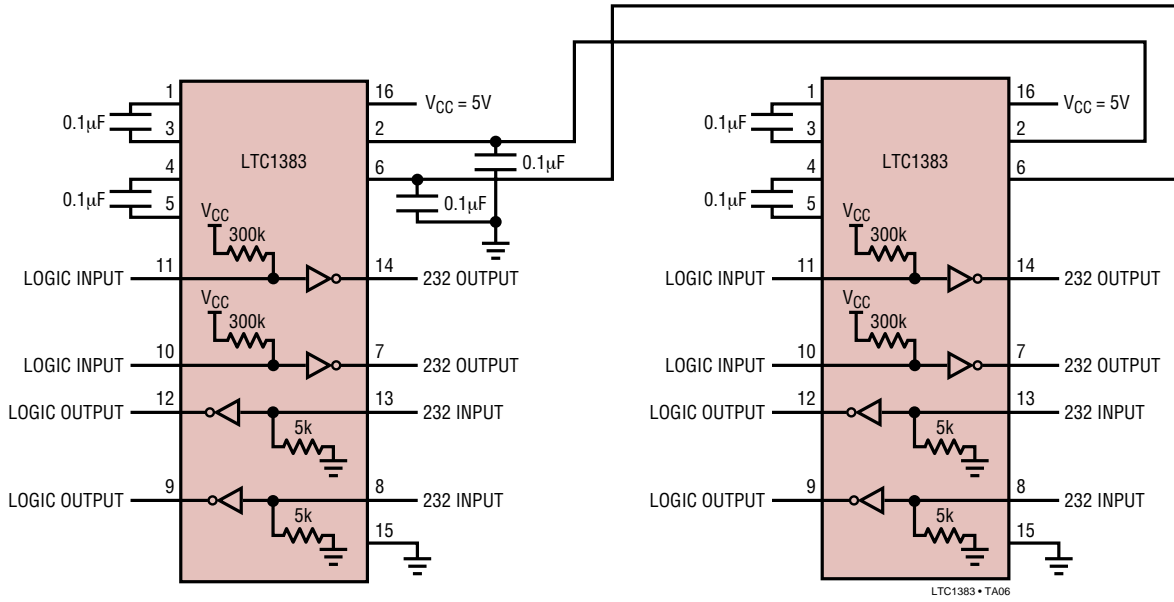 1
16
VCC = 5V
0.1μF
3
2
LTC1383
4
6
0.1μF
0.1μF
5
0.1μF
VCC
300k
LOGIC INPUT
11
14
232 OUTPUT
VCC
300k
LOGIC INPUT
10
7
232 OUTPUT
LOGIC OUTPUT
12
13
232 INPUT
5k
LOGIC OUTPUT
9
8
232 INPUT
5k
15
1
16
VCC = 5V
0.1μF
3
2
LTC1383
4
6
0.1μF
5
VCC
300k
LOGIC INPUT
11
14
232 OUTPUT
VCC
300k
LOGIC INPUT
10
7
232 OUTPUT
LOGIC OUTPUT
12
13
232 INPUT
5k
LOGIC OUTPUT
9
8
232 INPUT
5k
15
LTC1383 • TA06